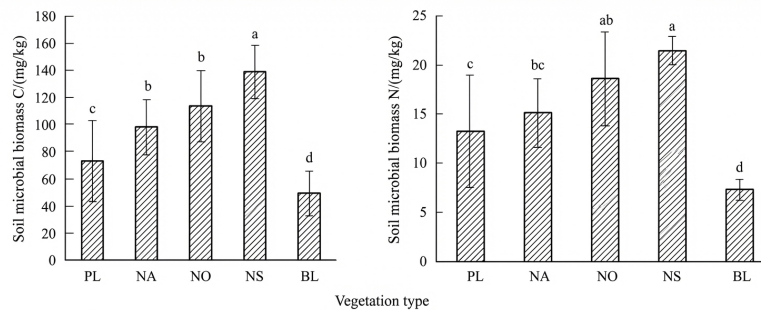 Soil microbial biomass C/(mg/kg)
180
160
140
120
100
80
60
40
20
0
c
b
b
a
d
PL NA NO NS BL
Soil microbial biomass N/(mg/kg)
25
20
15
10
5
0
c
bc
ab
a
d
PL NA NO NS BL
Vegetation type